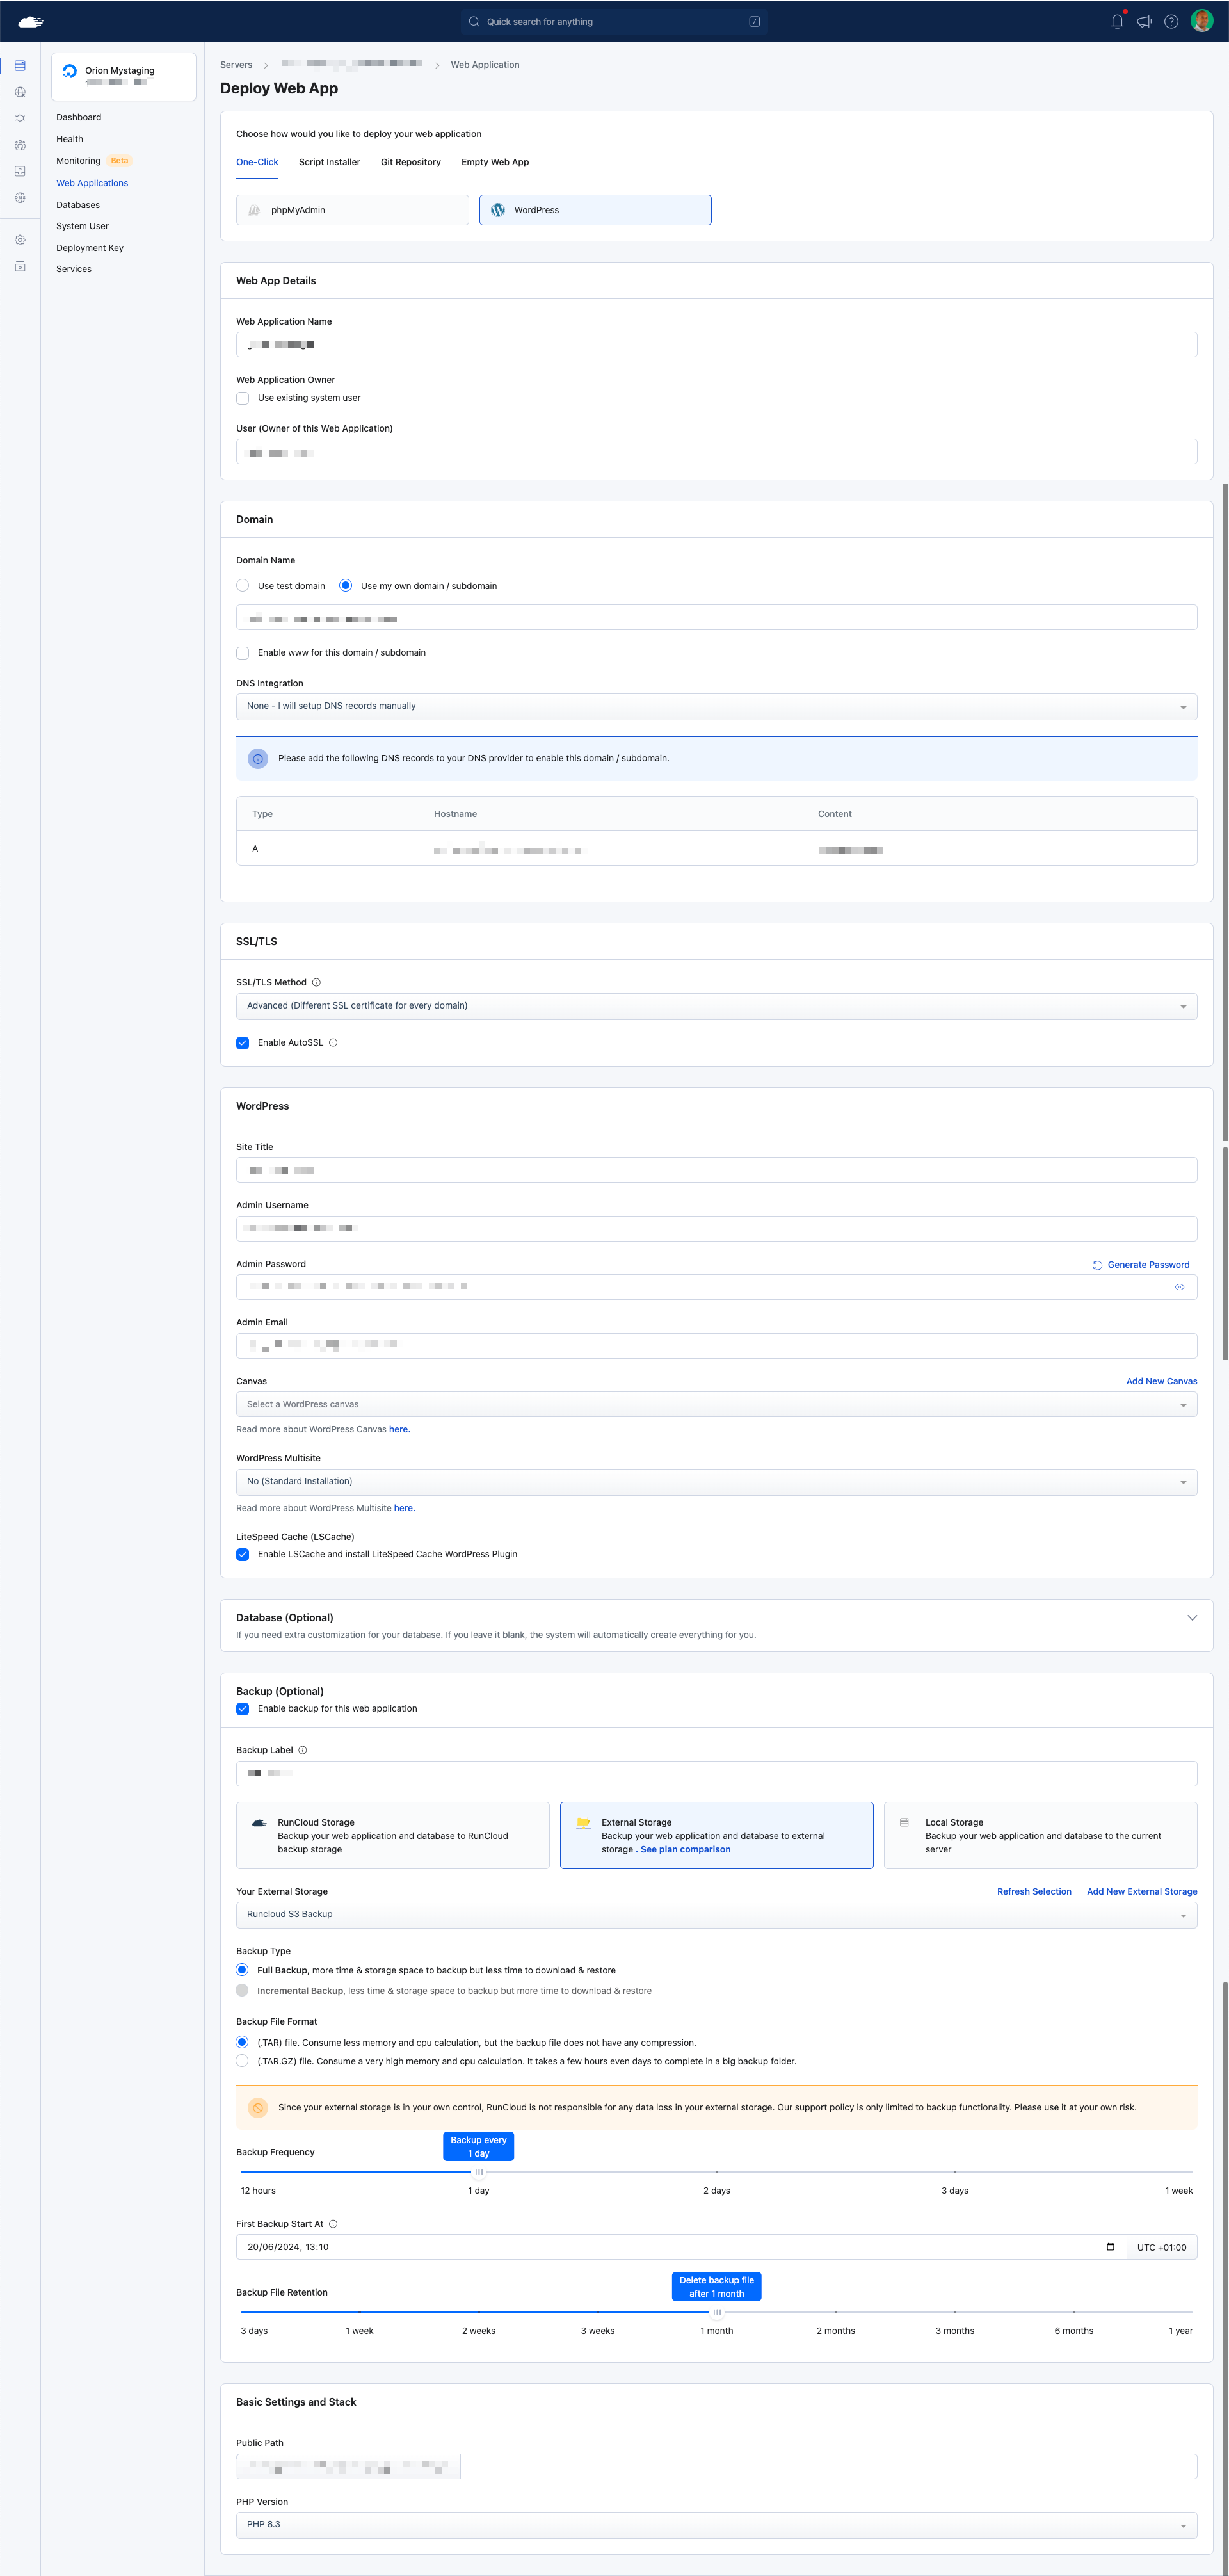 Quick search for anything /
Orion Mystaging
Dashboard
Health
Monitoring Beta
Web Applications
Databases
System User
Deployment Key
Services
DNS
Servers > > Web Application
Deploy Web App
Choose how would you like to deploy your web application
One-Click Script Installer Git Repository Empty Web App
phpMyAdmin WordPress
Web App Details
Web Application Name
Web Application Owner
Use existing system user
User (Owner of this Web Application)
Domain
Domain Name
Use test domain Use my own domain / subdomain
Enable www for this domain / subdomain
DNS Integration
None - I will setup DNS records manually
Please add the following DNS records to your DNS provider to enable this domain / subdomain.
Type Hostname Content
A
SSL/TLS
SSL/TLS Method
Advanced (Different SSL certificate for every domain)
Enable AutoSSL
WordPress
Site Title
Admin Username
Admin Password Generate Password
Admin Email
Canvas Add New Canvas
Select a WordPress canvas
Read more about WordPress Canvas here.
WordPress Multisite
No (Standard Installation)
Read more about WordPress Multisite here.
LiteSpeed Cache (LSCache)
Enable LSCache and install LiteSpeed Cache WordPress Plugin
Database (Optional)
If you need extra customization for your database. If you leave it blank, the system will automatically create everything for you.
Backup (Optional)
Enable backup for this web application
Backup Label
RunCloud Storage
Backup your web application and database to RunCloud
backup storage
External Storage
Backup your web application and database to external
storage . See plan comparison
Local Storage
Backup your web application and database to the current
server
Your External Storage Refresh Selection Add New External Storage
Runcloud S3 Backup
Backup Type
Full Backup, more time & storage space to backup but less time to download & restore
Incremental Backup, less time & storage space to backup but more time to download & restore
Backup File Format
(.TAR) file. Consume less memory and cpu calculation, but the backup file does not have any compression.
(.TAR.GZ) file. Consume a very high memory and cpu calculation. It takes a few hours even days to complete in a big backup folder.
Since your external storage is in your own control, RunCloud is not responsible for any data loss in your external storage. Our support policy is only limited to backup functionality. Please use it at your own risk.
Backup Frequency
Backup every
1 day
12 hours 1 day 2 days 3 days 1 week
First Backup Start At
20/06/2024, 13:10 UTC +01:00
Backup File Retention
Delete backup file
after 1 month
3 days 1 week 2 weeks 3 weeks 1 month 2 months 3 months 6 months 1 year
Basic Settings and Stack
Public Path
PHP Version
PHP 8.3